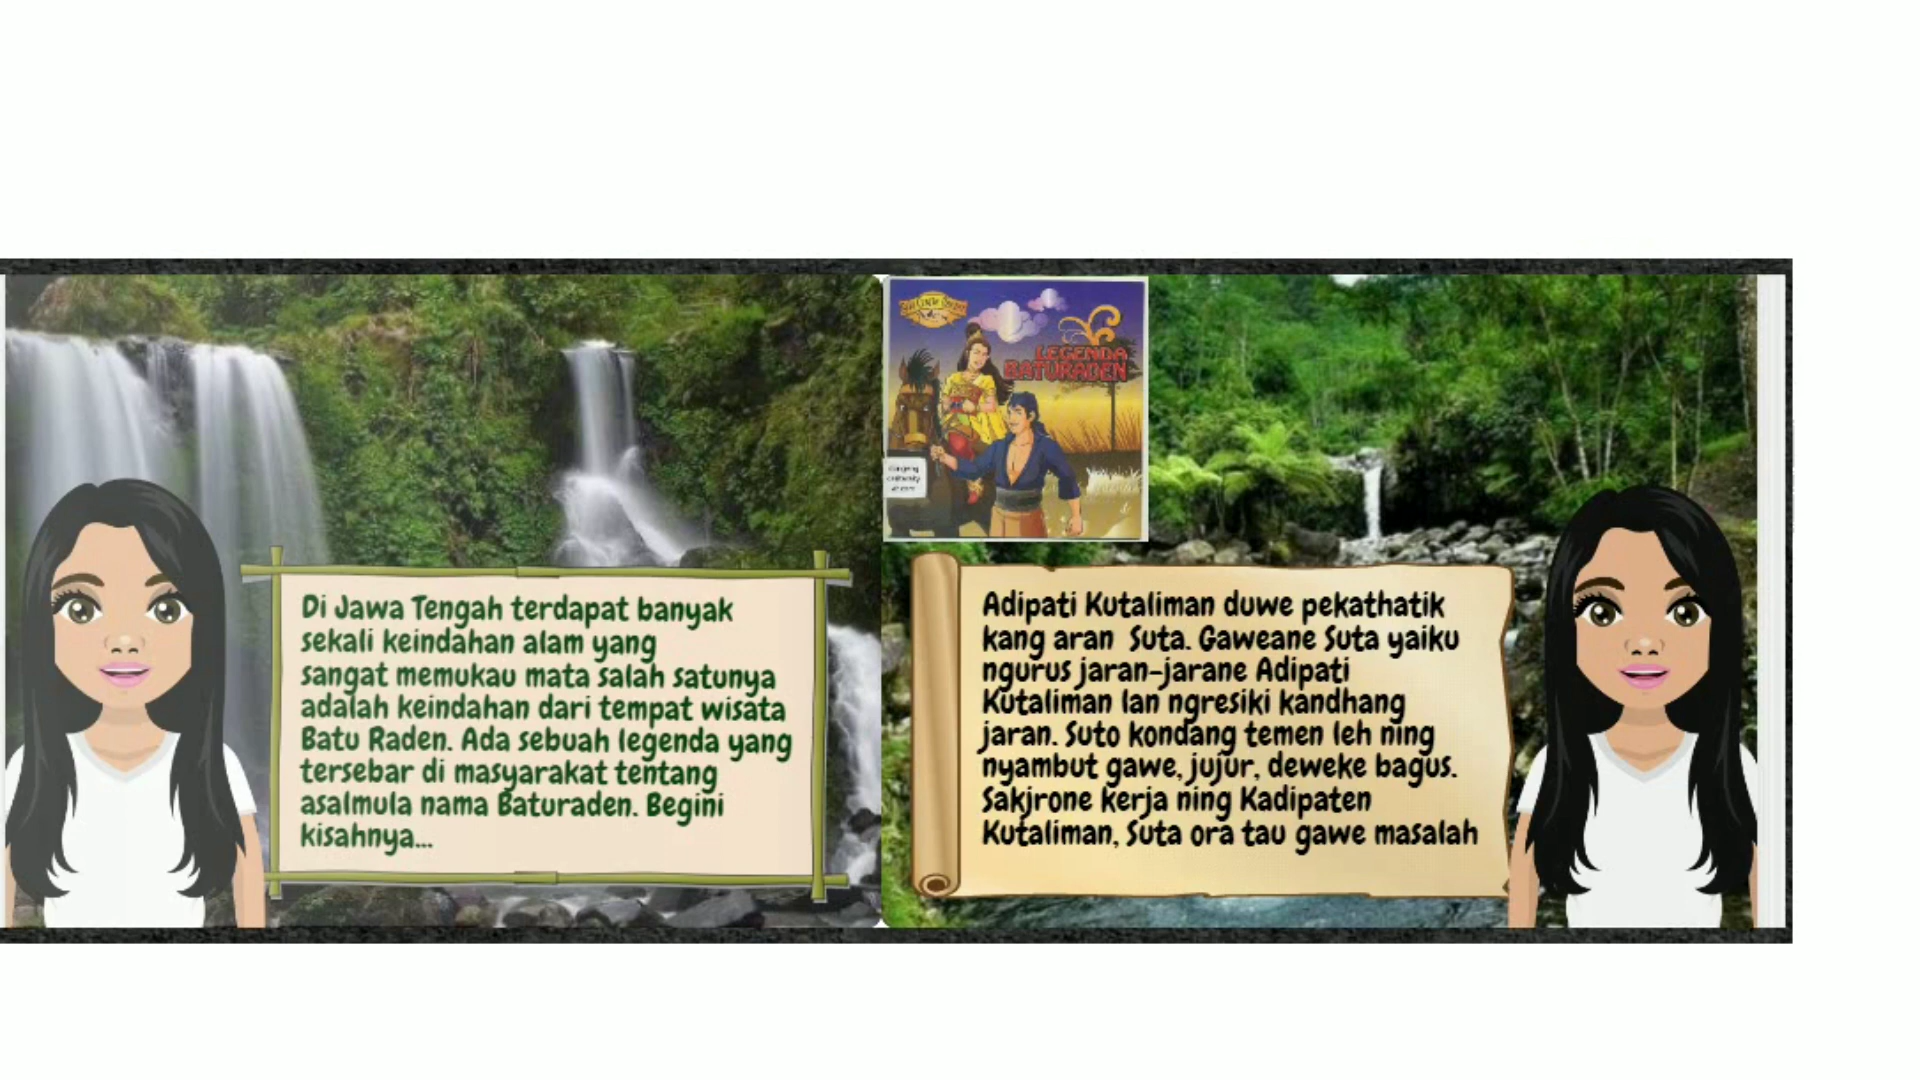 Di Jawa Tengah terdapat banyak
sekali keindahan alam yang
sangat memukau mata salah satunya
adalah keindahan dari tempat wisata
Batu Raden. Ada sebuah legenda yang
tersebar di masyarakat tentang
asalmula nama Baturaden. Begini
kisahnya...
LEGENDA
BATURADEN
Adipati Kutaliman duwe pekathatik
kang aran Suta. Gaweane Suta yaiku
ngurus jaran-jarane Adipati
Kutaliman lan ngresiki kandhang
jaran. Suto kondang temen leh ning
nyambut gawe, jujur, deweke bagus.
Sakjrone kerja ning Kadipaten
Kutaliman, Suta ora tau gawe masalah